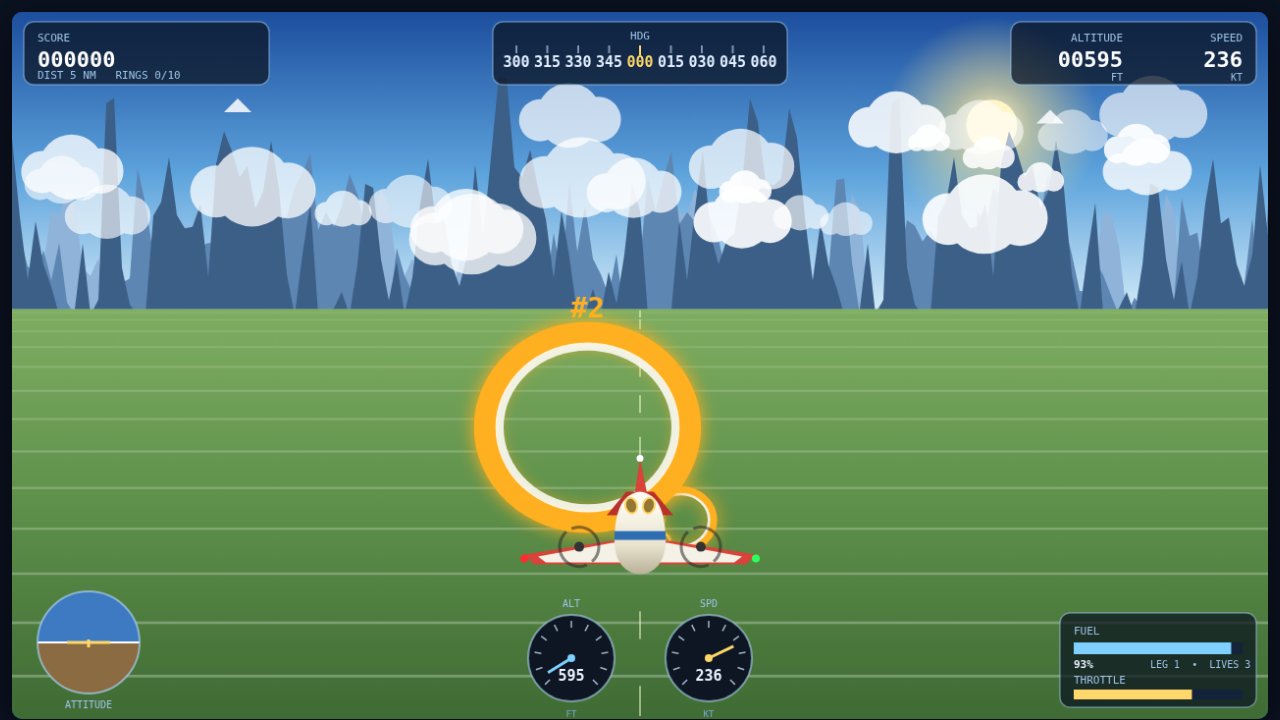 SCORE
000000
DIST 5 NM RINGS 0/10
HDG
300 315 330 345 000 015 030 045 060
ALTITUDE SPEED
00595 236
FT KT
#2
ALT SPD
595 236
FT KT
ATTITUDE
FUEL
93% LEG 1 • LIVES 3
THROTTLE